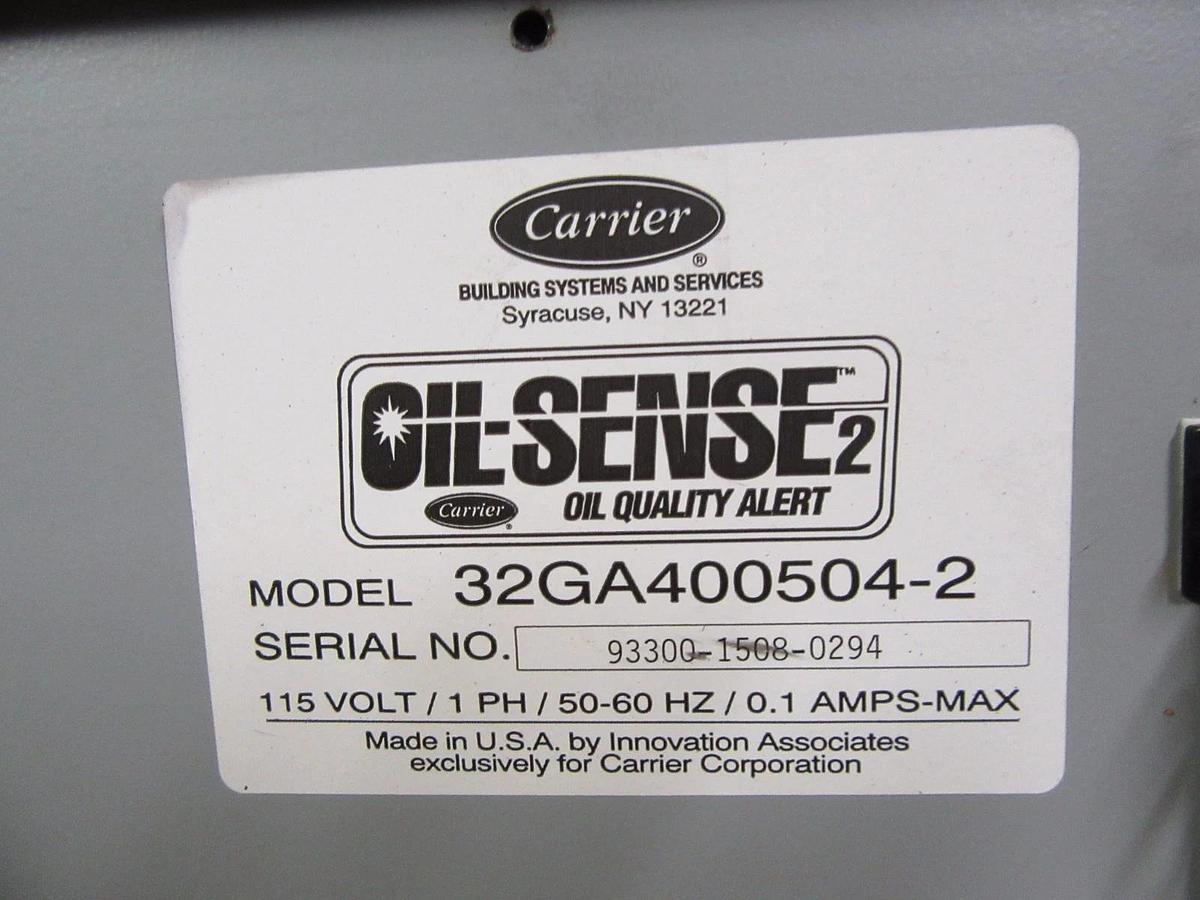 Carrier
®
BUILDING SYSTEMS AND SERVICES
Syracuse, NY 13221
OIL-SENSE2™
Carrier®
OIL QUALITY ALERT
MODEL 32GA400504-2
SERIAL NO. 93300-1508-0294
115 VOLT / 1 PH / 50-60 HZ / 0.1 AMPS-MAX
Made in U.S.A. by Innovation Associates
exclusively for Carrier Corporation